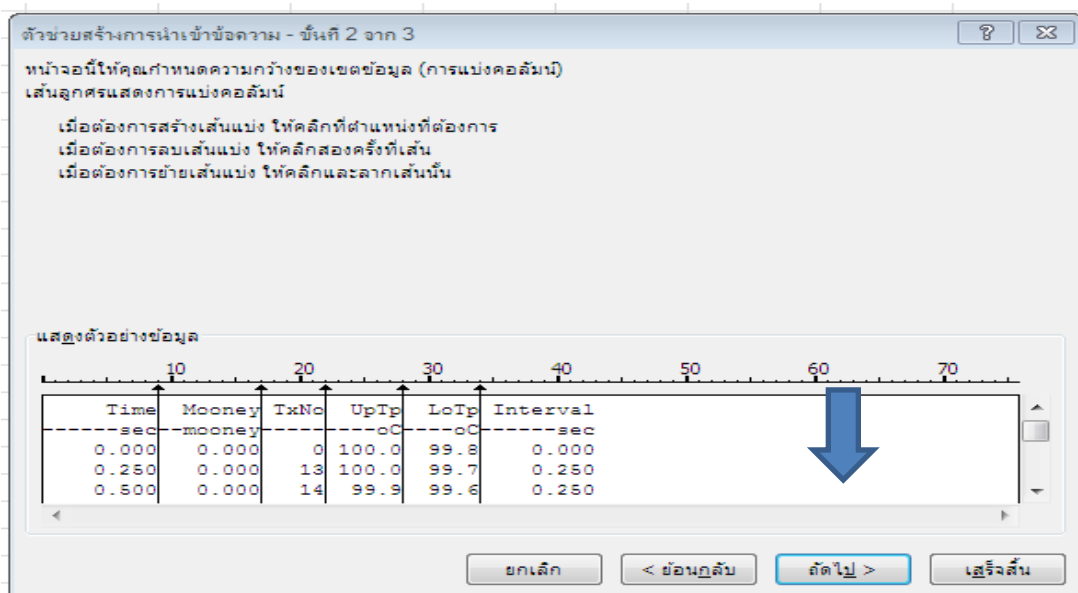 ตัวช่วยสร้างการนำเข้าข้อความ - ขั้นที่ 2 จาก 3
หน้าจอนี้ให้คุณกำหนดความกว้างของเขตข้อมูล (การแบ่งคอลัมน์)
เส้นลูกศรแสดงการแบ่งคอลัมน์
เมื่อต้องการสร้างเส้นแบ่ง ให้คลิกที่ตำแหน่งที่ต้องการ
เมื่อต้องการลบเส้นแบ่ง ให้คลิกสองครั้งที่เส้น
เมื่อต้องการย้ายเส้นแบ่ง ให้คลิกและลากเส้นนั้น
แสดงตัวอย่างข้อมูล
10 20 30 40 50 60 70
Time Mooney TxNo UpTp LoTp Interval
------sec--mooney---------oC----oC------sec
0.000 0.000 0 100.0 99.8 0.000
0.250 0.000 13 100.0 99.7 0.250
0.500 0.000 14 99.9 99.6 0.250
ยกเลิก < ย้อนกลับ ถัดไป > เสร็จสิ้น